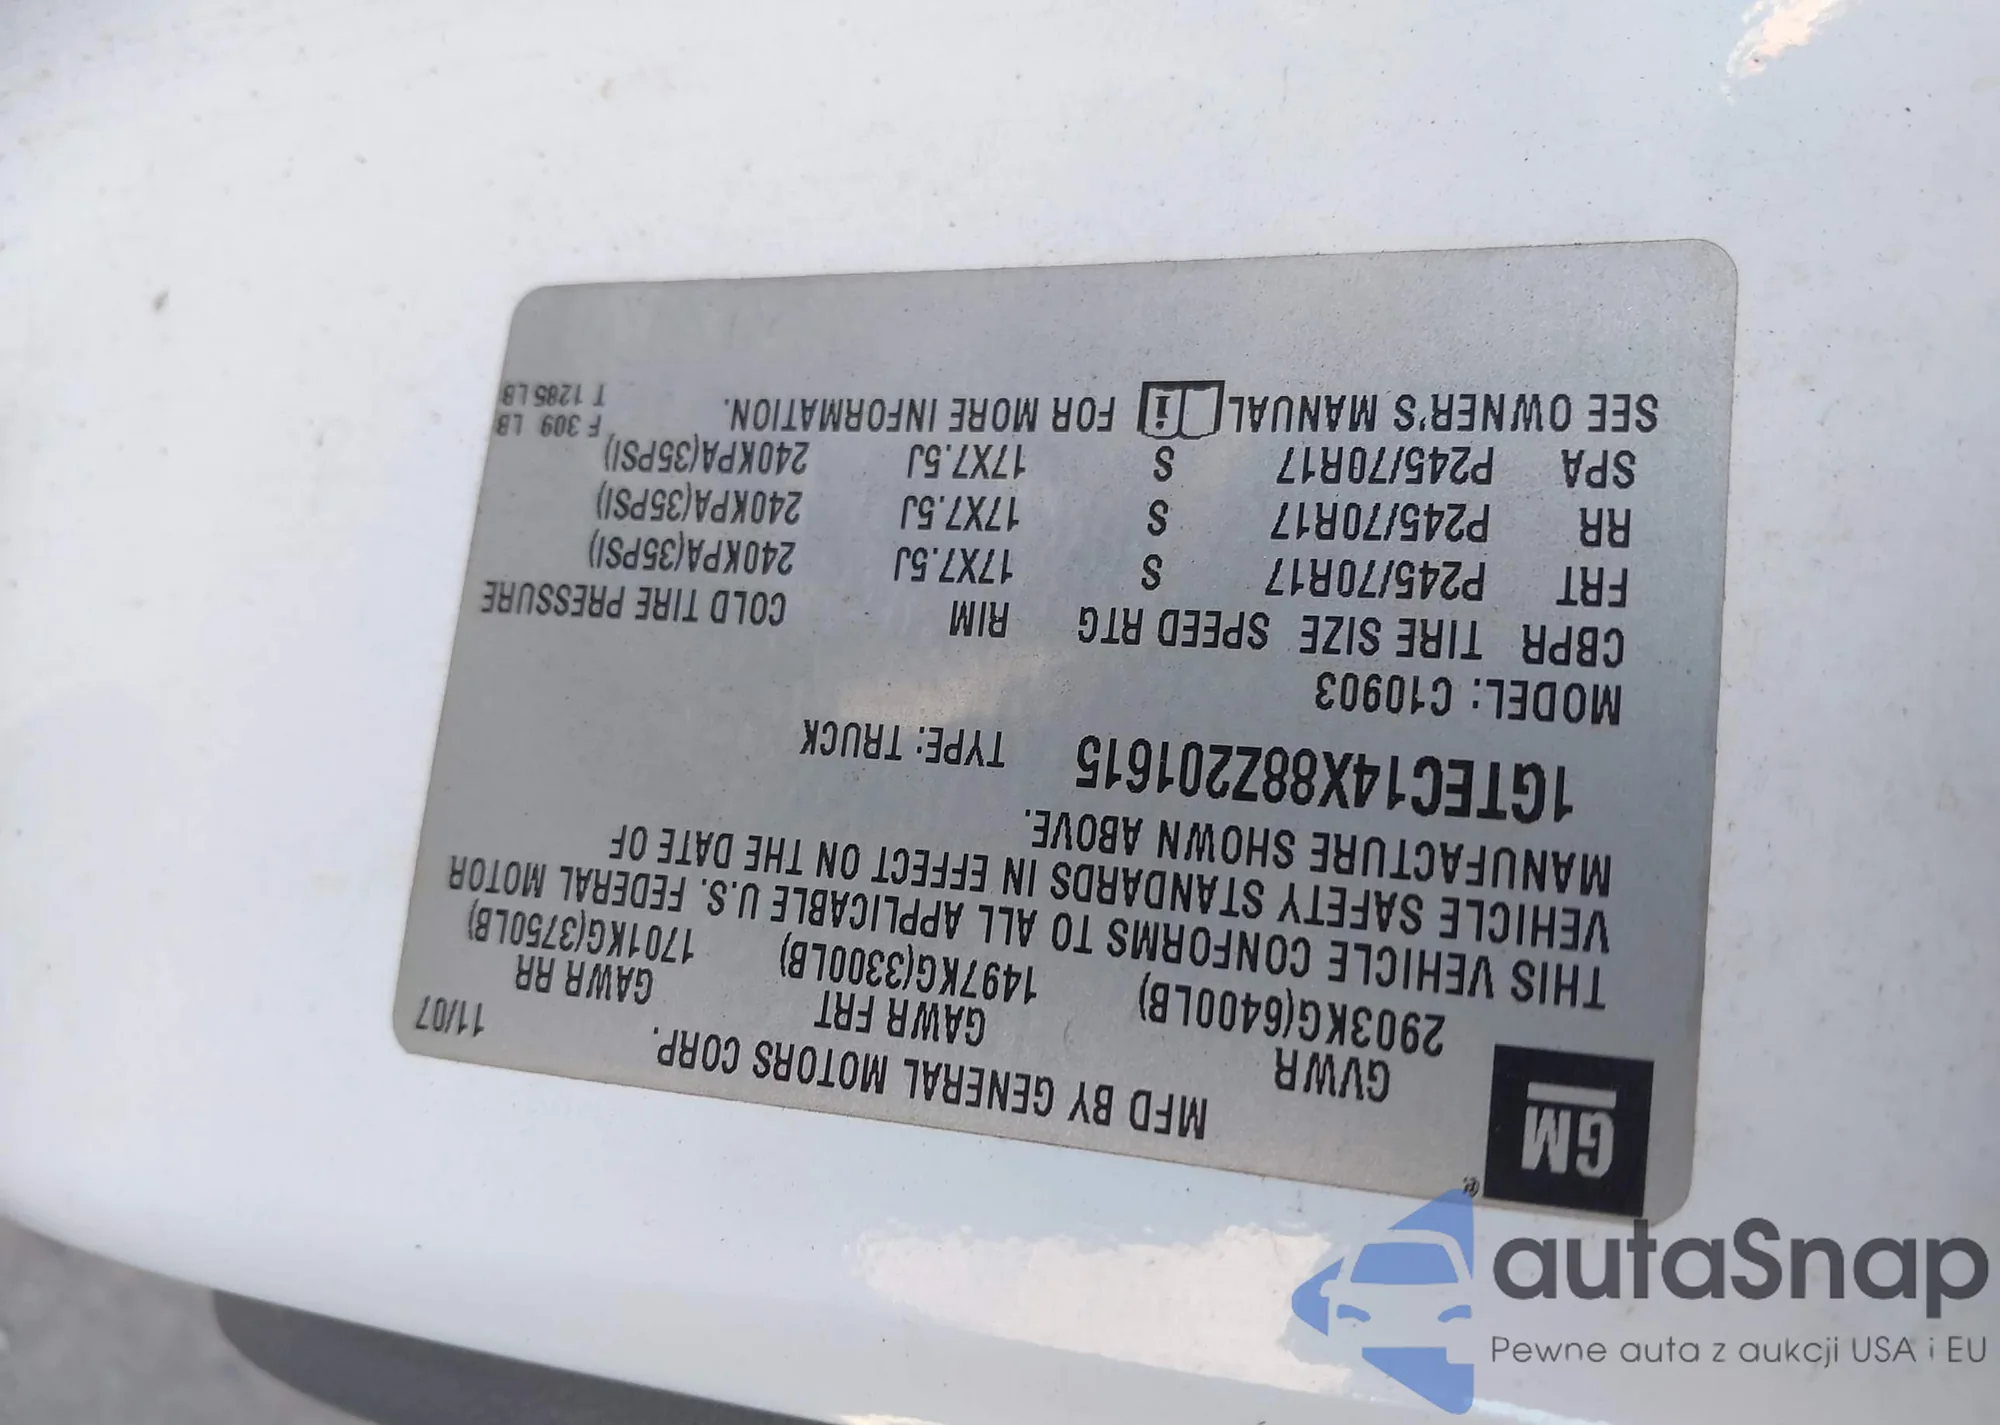 GM®
MFD BY GENERAL MOTORS CORP.
11/07
GVWR GAWR FRT GAWR RR
2903KG(6400LB) 1497KG(3300LB) 1701KG(3750LB)
THIS VEHICLE CONFORMS TO ALL APPLICABLE U.S. FEDERAL MOTOR
VEHICLE SAFETY STANDARDS IN EFFECT ON THE DATE OF
MANUFACTURE SHOWN ABOVE.
1GTEC14X88Z201615 TYPE: TRUCK
MODEL: C10903
CBPR TIRE SIZE SPEED RTG RIM COLD TIRE PRESSURE
FRT P245/70R17 S 17X7.5J 240KPA(35PSI)
RR P245/70R17 S 17X7.5J 240KPA(35PSI)
SPA P245/70R17 S 17X7.5J 240KPA(35PSI)
SEE OWNER'S MANUAL i FOR MORE INFORMATION.
F 309 LB
T 1285 LB
autaSnap
Pewne auta z aukcji USA i EU